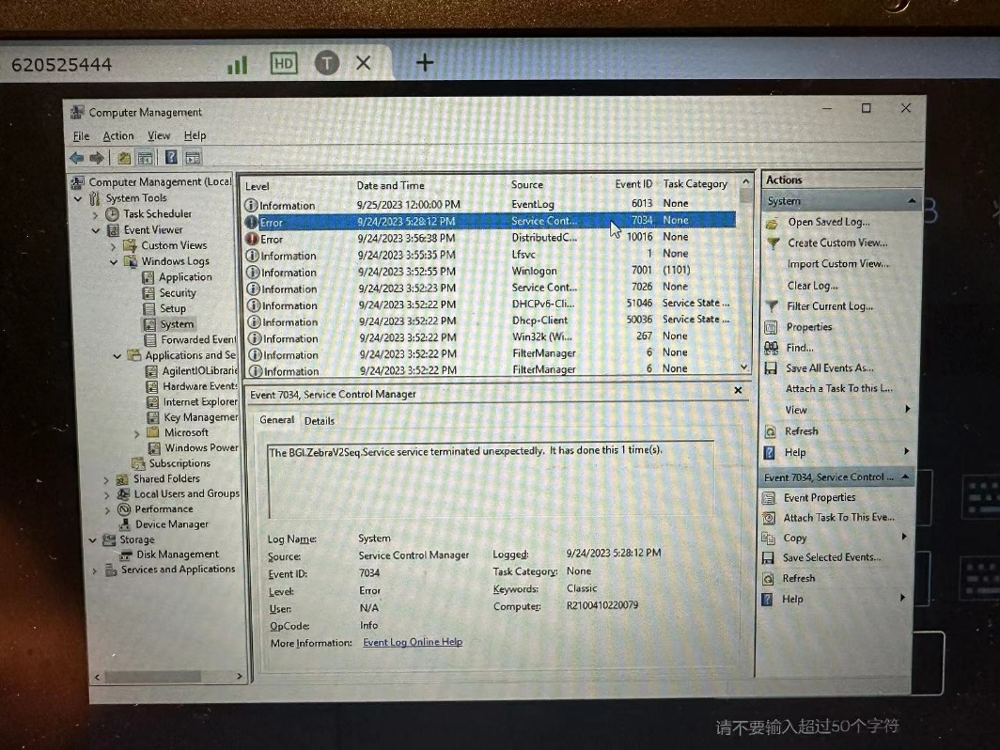 620525444 HD T
Computer Management
File Action View Help
Computer Management (Local
System Tools
Task Scheduler
Event Viewer
Custom Views
Windows Logs
Application
Security
Setup
System
Forwarded Event
Applications and Se
AgilentIOLibrarie
Hardware Events
Internet Explorer
Key Managemer
Microsoft
Windows Power
Subscriptions
Shared Folders
Local Users and Groups
Performance
Device Manager
Storage
Disk Management
Services and Applications
Level Date and Time Source Event ID Task Category
Information 9/25/2023 12:00:00 PM EventLog 6013 None
Error 9/24/2023 5:28:12 PM Service Cont... 7034 None
Error 9/24/2023 3:56:38 PM DistributedC... 10016 None
Information 9/24/2023 3:55:35 PM Lfsvc 1 None
Information 9/24/2023 3:52:55 PM Winlogon 7001 (1101)
Information 9/24/2023 3:52:23 PM Service Cont... 7026 None
Information 9/24/2023 3:52:22 PM DHCPv6-Cli... 51046 Service State ...
Information 9/24/2023 3:52:22 PM Dhcp-Client 50036 Service State ...
Information 9/24/2023 3:52:22 PM Win32k (Wi... 267 None
Information 9/24/2023 3:52:22 PM FilterManager 6 None
Information 9/24/2023 3:52:22 PM FilterManager 6 None
Event 7034, Service Control Manager
General Details
The BGI.ZebraV2Seq.Service service terminated unexpectedly. It has done this 1 time(s).
Log Name: System
Source: Service Control Manager Logged: 9/24/2023 5:28:12 PM
Event ID: 7034 Task Category: None
Level: Error Keywords: Classic
User: N/A Computer: R2100410220079
OpCode: Info
More Information: Event Log Online Help
Actions
System
Open Saved Log...
Create Custom View...
Import Custom View...
Clear Log...
Filter Current Log...
Properties
Find...
Save All Events As...
Attach a Task To this L...
View
Refresh
Help
Event 7034, Service Control ...
Event Properties
Attach Task To This Eve...
Copy
Save Selected Events...
Refresh
Help
请不要输入超过50个字符